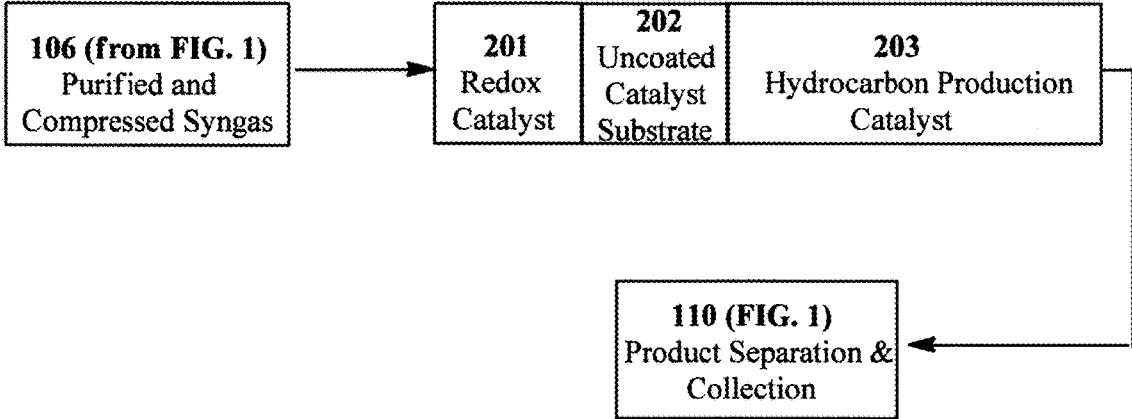 106 (from FIG. 1)
Purified and
Compressed Syngas
201
Redox
Catalyst
202
Uncoated
Catalyst
Substrate
203
Hydrocarbon Production
Catalyst
110 (FIG. 1)
Product Separation &
Collection